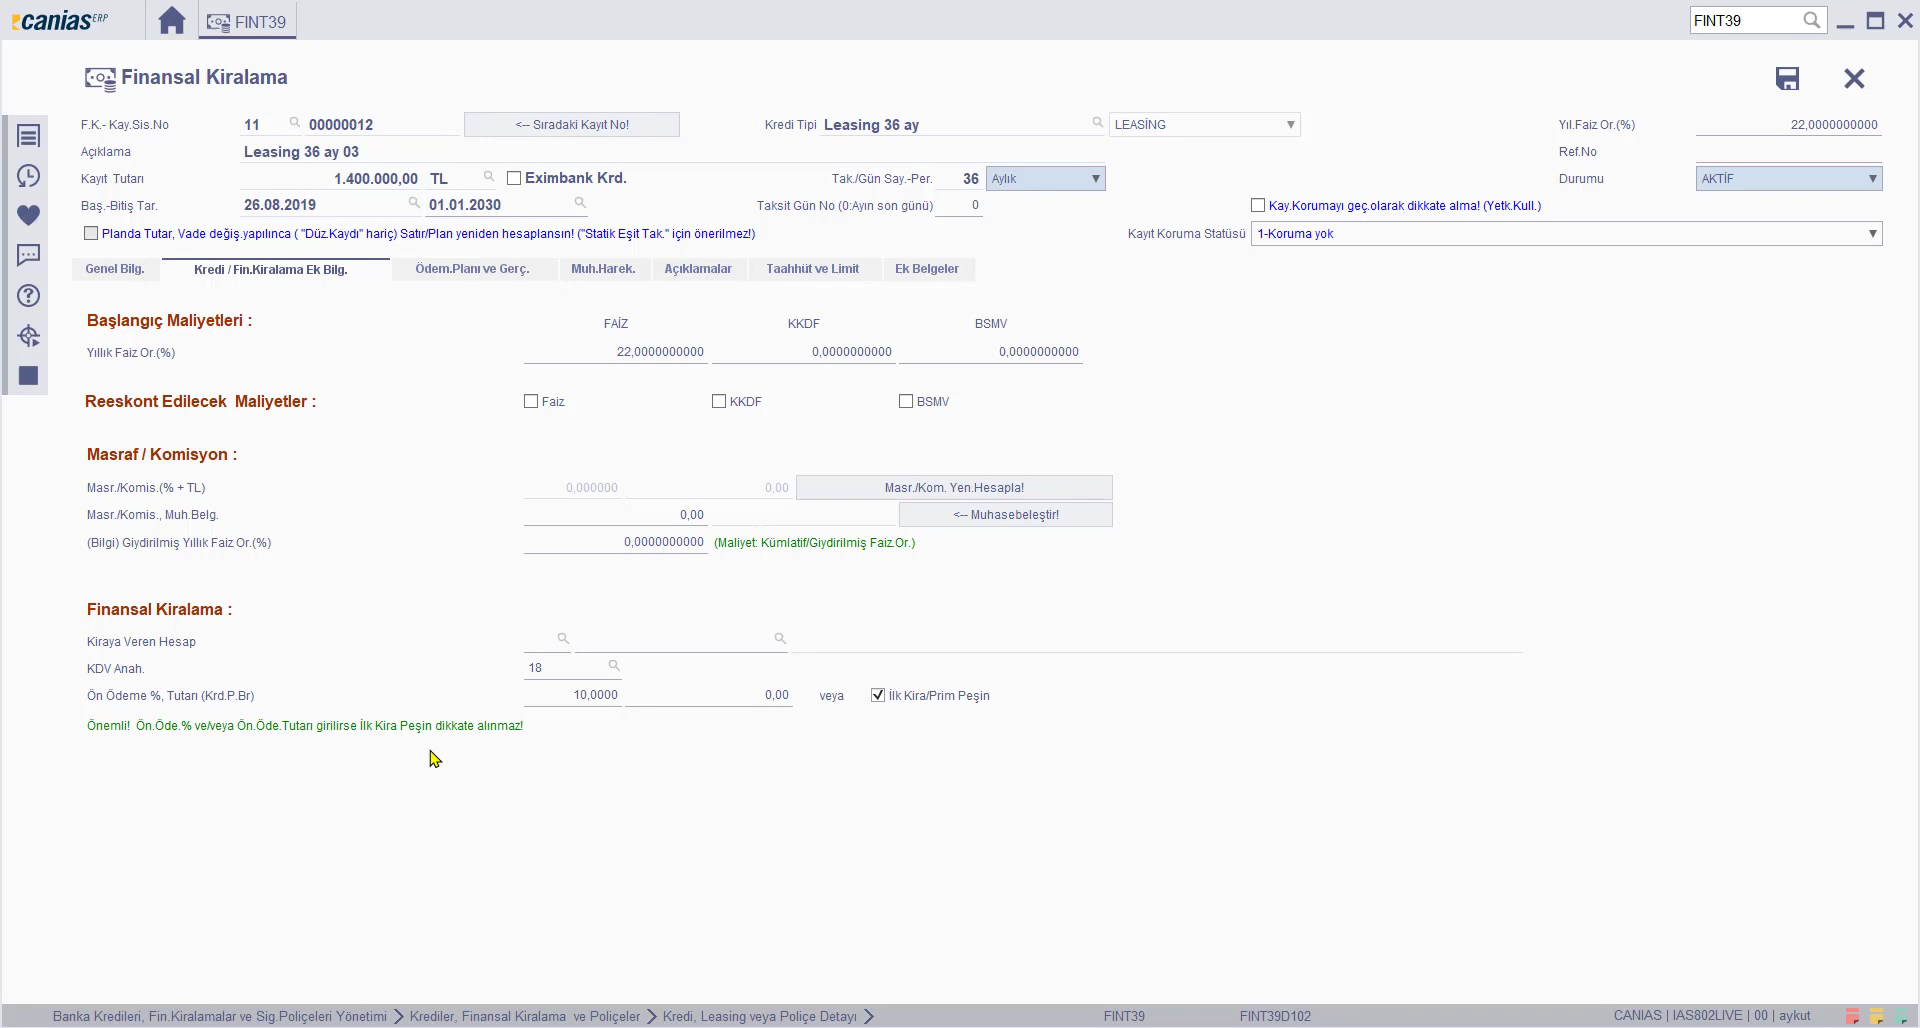 canias ERP FINT39 FINT39
Finansal Kiralama
F.K.- Kay.Sis.No 11 00000012 <-- Sıradaki Kayıt No! Kredi Tipi Leasing 36 ay LEASİNG Yıl.Faiz Or.(%) 22,0000000000
Açıklama Leasing 36 ay 03 Ref.No
Kayıt Tutarı 1.400.000,00 TL Eximbank Krd. Tak./Gün Say.-Per. 36 Aylık Durumu AKTİF
Baş.-Bitiş Tar. 26.08.2019 01.01.2030 Taksit Gün No (0:Ayın son günü) 0 Kay.Korumayı geç.olarak dikkate alma! (Yetk.Kull.)
Planda Tutar, Vade değiş.yapılınca ( "Düz.Kaydı" hariç) Satır/Plan yeniden hesaplansın! ("Statik Eşit Tak." için önerilmez!) Kayıt Koruma Statüsü 1-Koruma yok
Genel Bilg. Kredi / Fin.Kiralama Ek Bilg. Ödem.Planı ve Gerç. Muh.Harek. Açıklamalar Taahhüt ve Limit Ek Belgeler
Başlangıç Maliyetleri : FAİZ KKDF BSMV
Yıllık Faiz Or.(%) 22,0000000000 0,0000000000 0,0000000000
Reeskont Edilecek Maliyetler : Faiz KKDF BSMV
Masraf / Komisyon :
Masr./Komis.(% + TL) 0,000000 0,00 Masr./Kom. Yen.Hesapla!
Masr./Komis., Muh.Belg. 0,00 <-- Muhasebeleştir!
(Bilgi) Giydirilmiş Yıllık Faiz.Or.(%) 0,0000000000 (Maliyet: Kümlatif/Giydirilmiş Faiz.Or.)
Finansal Kiralama :
Kiraya Veren Hesap
KDV Anah. 18
Ön Ödeme %, Tutarı (Krd.P.Br) 10,0000 0,00 veya İlk Kira/Prim Peşin
Önemli! Ön.Öde.% ve/veya Ön.Öde.Tutarı girilirse İlk Kira Peşin dikkate alınmaz!
Banka Kredileri, Fin.Kiralamalar ve Sig.Poliçeleri Yönetimi Krediler, Finansal Kiralama ve Poliçeler Kredi, Leasing veya Poliçe Detayı FINT39 FINT39D102 CANIAS | IAS802LIVE | 00 | aykut